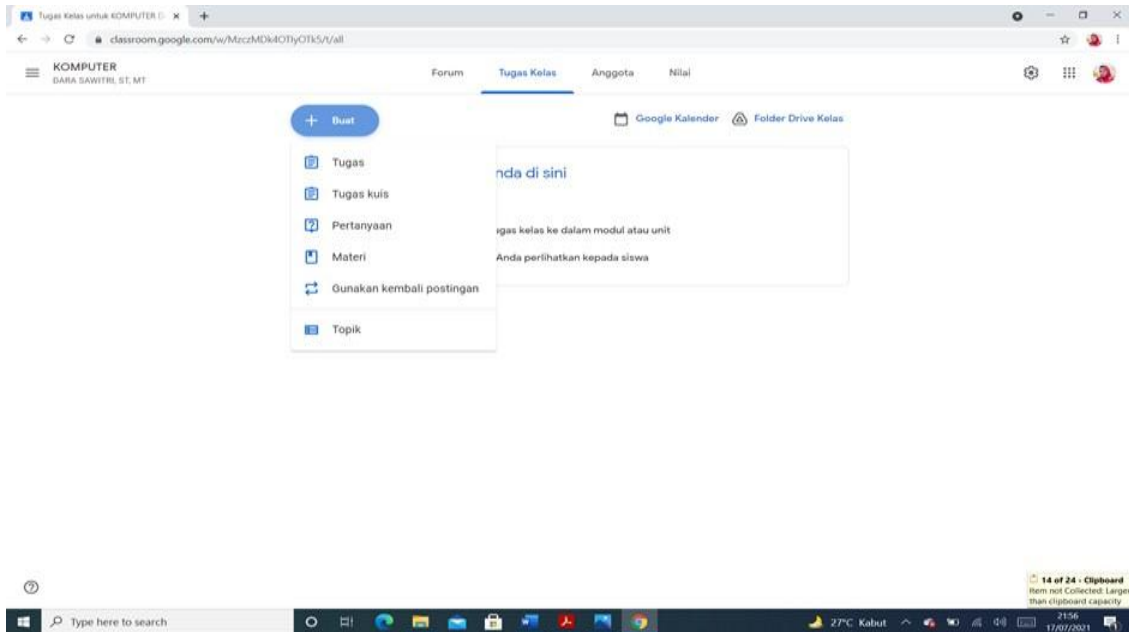 Tugas Kelas untuk KOMPUTER D
classroom.google.com/w/MzczMDk4OTIyOTk5/t/all
KOMPUTER
DARA SAWITRI, ST, MT
Forum Tugas Kelas Anggota Nilai
+ Buat
Google Kalender Folder Drive Kelas
Tugas
nda di sini
Tugas kuis
Pertanyaan
ugas kelas ke dalam modul atau unit
Materi
Anda perlihatkan kepada siswa
Gunakan kembali postingan
Topik
14 of 24 - Clipboard
Item not Collected: Larger
than clipboard capacity
Type here to search
27°C Kabut
21:56
17/07/2021